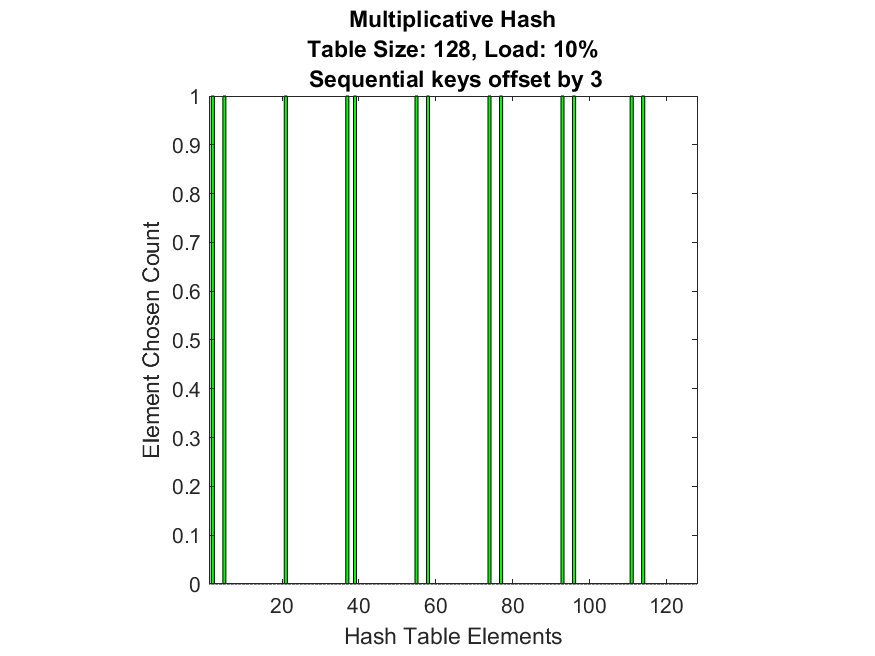 Multiplicative Hash
Table Size: 128, Load: 10%
Sequential keys offset by 3
1
0.9
0.8
0.7
0.6
0.5
0.4
0.3
0.2
0.1
0
Element Chosen Count
20 40 60 80 100 120
Hash Table Elements